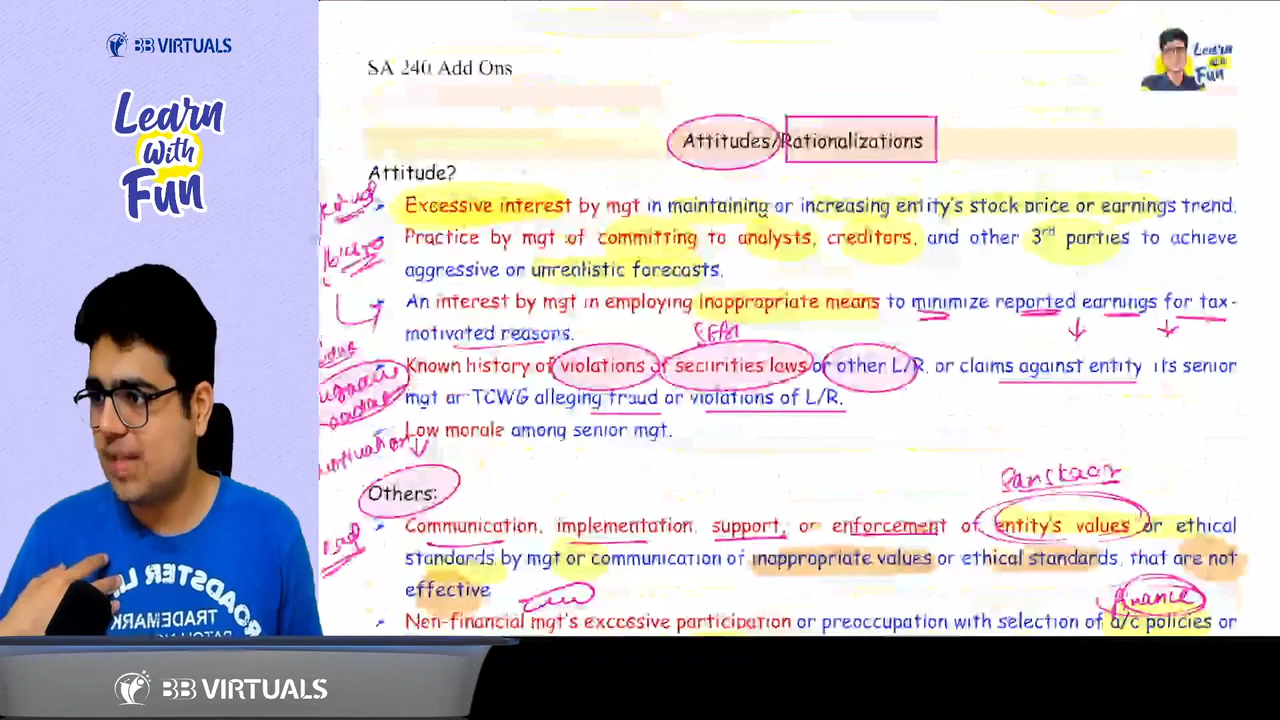 BB VIRTUALS
Learn
With
Fun
SA 240 Add Ons
Learn
with
Fun
Attitudes/Rationalizations
Attitude?
Excessive interest by mgt in maintaining or increasing entity's stock price or earnings trend.
Practice by mgt of committing to analysts, creditors, and other 3rd parties to achieve
aggressive or unrealistic forecasts.
An interest by mgt in employing inappropriate means to minimize reported earnings for tax-
motivated reasons.
SEBI
Known history of violations of securities laws or other L/R, or claims against entity its senior
mgt or TCWG alleging fraud or violations of L/R.
Low morale among senior mgt.
Sanskaar
Others:
Communication, implementation, support, or enforcement of entity's values or ethical
standards by mgt or communication of inappropriate values or ethical standards, that are not
effective
finance
Non-financial mgt's excessive participation or preoccupation with selection of a/c policies or
ROADSTER
TRADEMARK
BB VIRTUALS